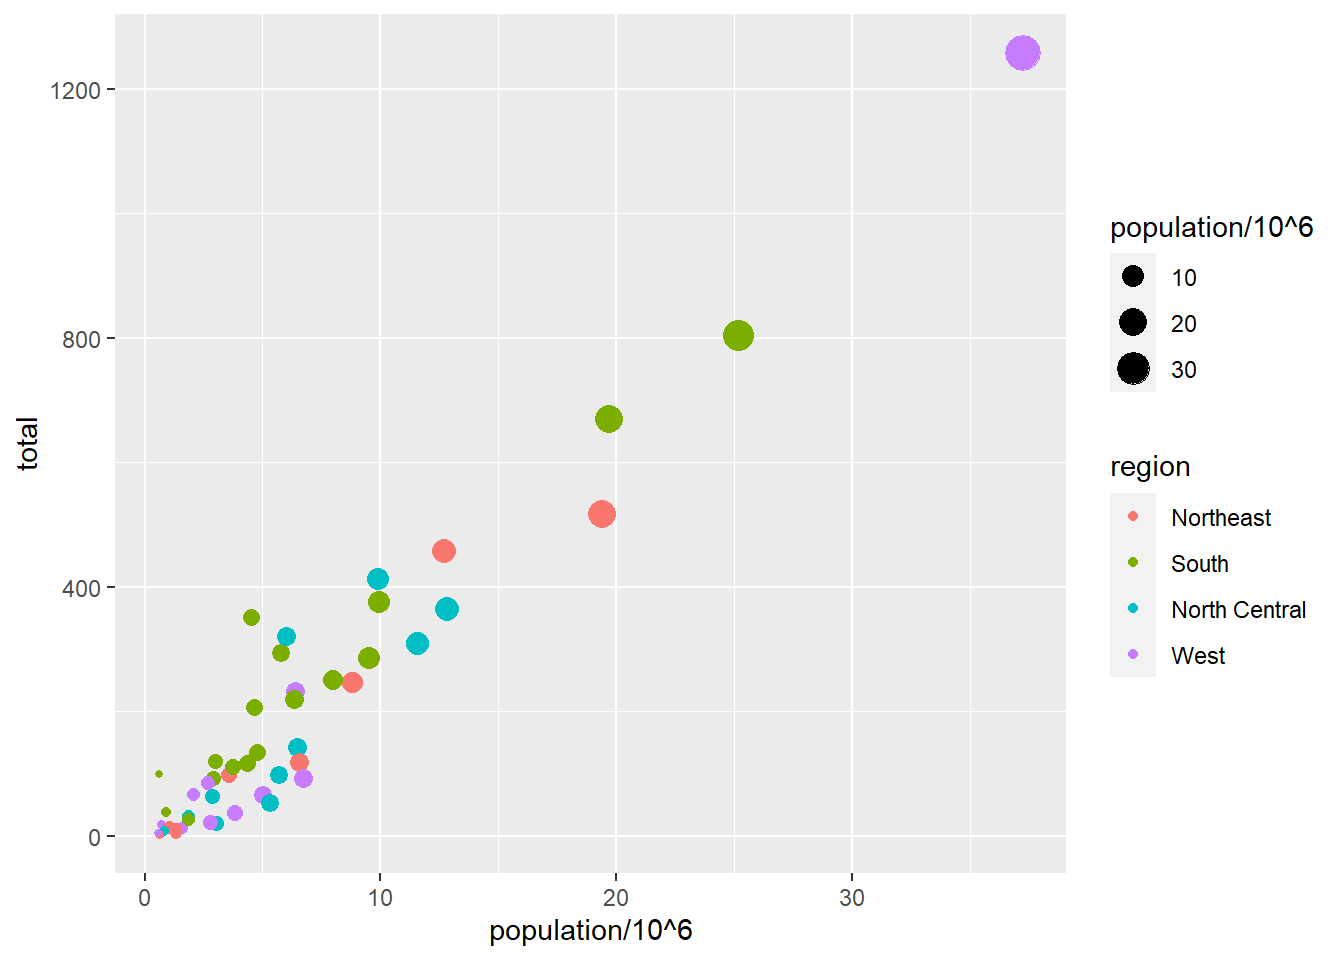 1200
800
400
0
total
0 10 20 30
population/10^6
population/10^6
10
20
30
region
Northeast
South
North Central
West